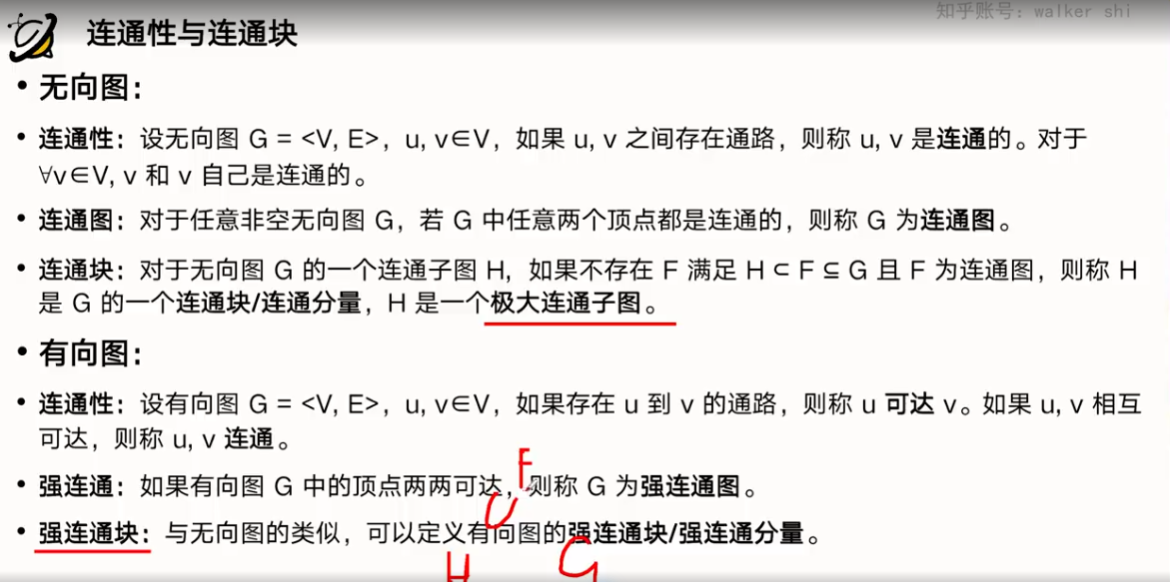 知乎账号：walker shi
连通性与连通块
• 无向图：
• 连通性：设无向图 G = <V, E>，u, v∈V，如果 u, v 之间存在通路，则称 u, v 是连通的。对于
∀v∈V, v 和 v 自己是连通的。
• 连通图：对于任意非空无向图 G，若 G 中任意两个顶点都是连通的，则称 G 为连通图。
• 连通块：对于无向图 G 的一个连通子图 H，如果不存在 F 满足 H ⊂ F ⊆ G 且 F 为连通图，则称 H
是 G 的一个连通块/连通分量，H 是一个极大连通子图。
• 有向图：
• 连通性：设有向图 G = <V, E>，u, v∈V，如果存在 u 到 v 的通路，则称 u 可达 v。如果 u, v 相互
可达，则称 u, v 连通。
F
• 强连通：如果有向图 G 中的顶点两两可达，则称 G 为强连通图。
U
• 强连通块：与无向图的类似，可以定义有向图的强连通块/强连通分量。
H G